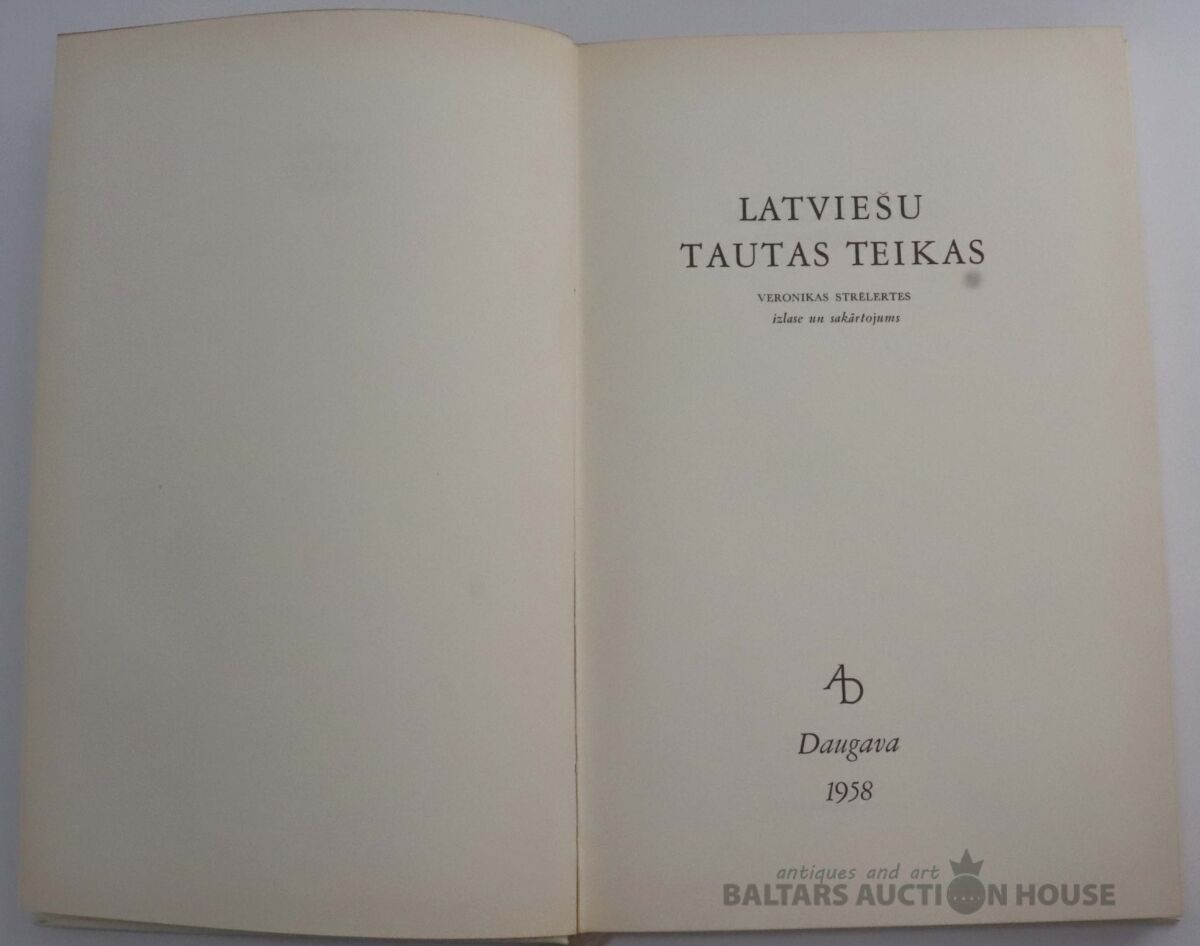 LATVIEŠU
TAUTAS TEIKAS
VERONIKAS STRĒLERTES
izlase un sakārtojums
AD
Daugava
1958
antiques and art
BALTARS AUCTION HOUSE